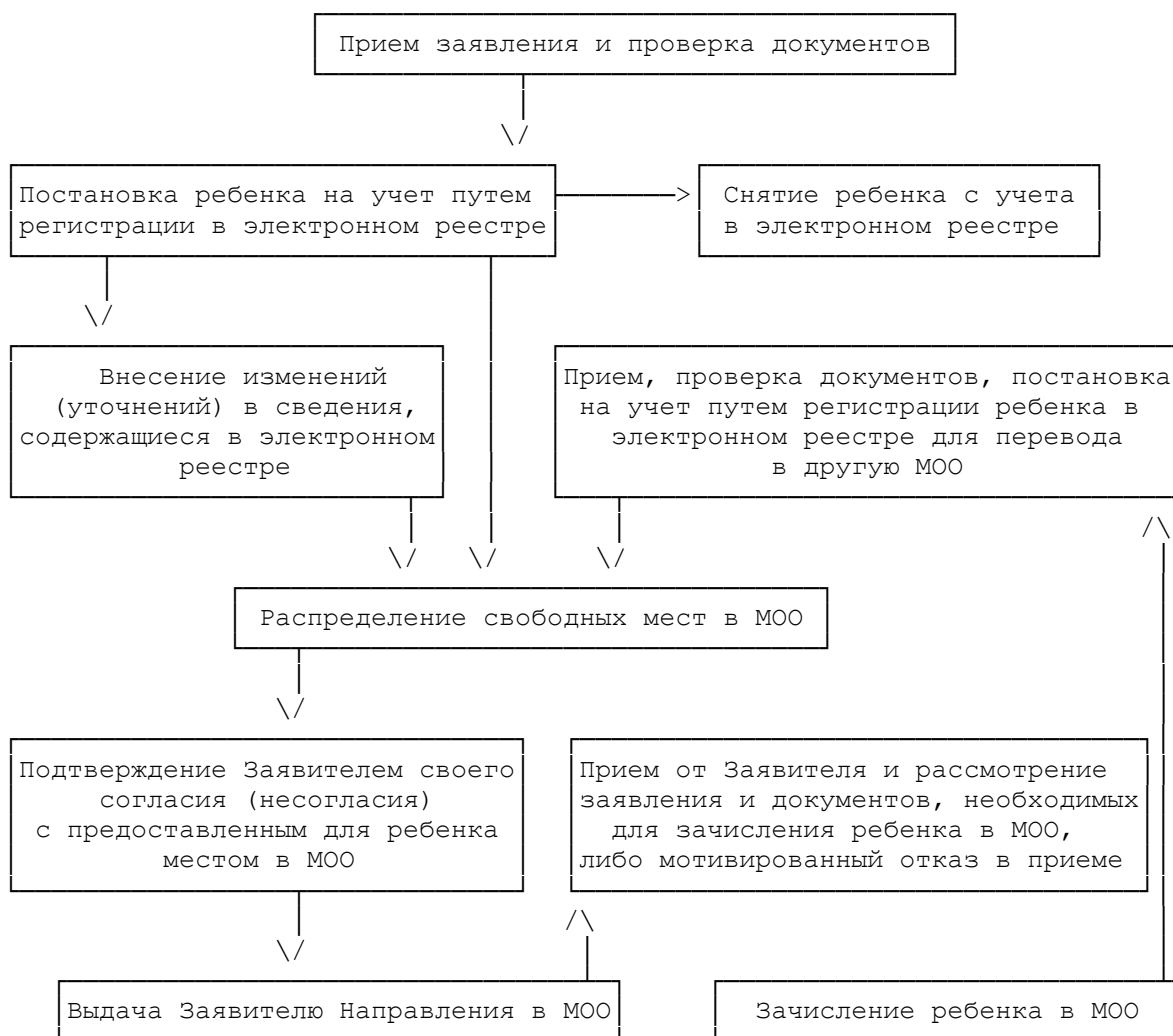 Прием заявления и проверка документов
Постановка ребенка на учет путем
регистрации в электронном реестре
Снятие ребенка с учета
в электронном реестре
Внесение изменений
(уточнений) в сведения,
содержащиеся в электронном
реестре
Прием, проверка документов, постановка
на учет путем регистрации ребенка в
электронном реестре для перевода
в другую МОО
Распределение свободных мест в МОО
Подтверждение Заявителем своего
согласия (несогласия)
с предоставленным для ребенка
местом в МОО
Прием от Заявителя и рассмотрение
заявления и документов, необходимых
для зачисления ребенка в МОО,
либо мотивированный отказ в приеме
Выдача Заявителю Направления в МОО
Зачисление ребенка в МОО